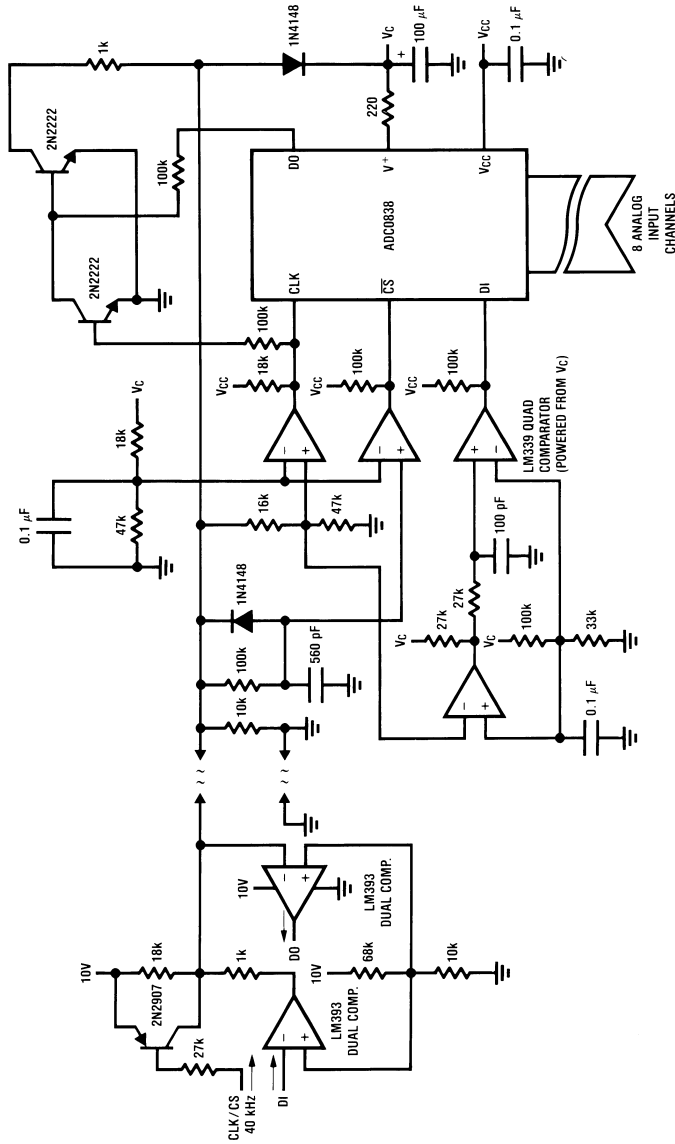 0.1 µF
47k
18k
VC
2N2222
2N2222
1k
10V
18k
2N2907
27k
CLK/CS
40 kHz
DI
1k
−
+
LM393
DUAL COMP.
10V
68k
10k
10V
−
+
DO
LM393
DUAL COMP.
~ ~
~ ~
10k
100k
1N4148
560 pF
16k
47k
100k
100k
1N4148
VCC
18k
−
+
VCC
100k
−
+
VCC
100k
+
−
LM339 QUAD
COMPARATOR
(POWERED FROM VC)
VC
27k
27k
100 pF
−
+
VC
100k
33k
0.1 µF
CLK
CS
DI
ADC0838
DO
V+
VCC
220
VC
+
100 µF
VCC
0.1 µF
8 ANALOG
INPUT
CHANNELS